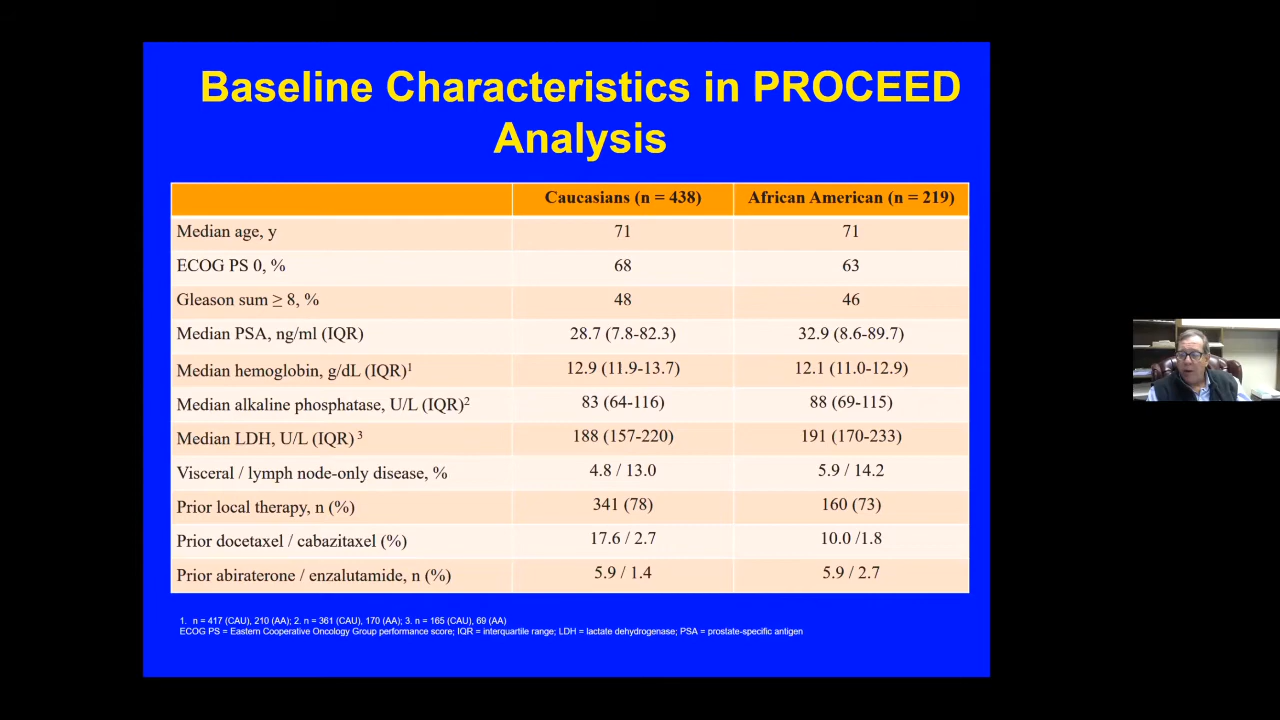 Baseline Characteristics in PROCEED
Analysis
Caucasians (n = 438) African American (n = 219)
Median age, y 71 71
ECOG PS 0, % 68 63
Gleason sum ≥ 8, % 48 46
Median PSA, ng/ml (IQR) 28.7 (7.8-82.3) 32.9 (8.6-89.7)
Median hemoglobin, g/dL (IQR)¹ 12.9 (11.9-13.7) 12.1 (11.0-12.9)
Median alkaline phosphatase, U/L (IQR)² 83 (64-116) 88 (69-115)
Median LDH, U/L (IQR) ³ 188 (157-220) 191 (170-233)
Visceral / lymph node-only disease, % 4.8 / 13.0 5.9 / 14.2
Prior local therapy, n (%) 341 (78) 160 (73)
Prior docetaxel / cabazitaxel (%) 17.6 / 2.7 10.0 /1.8
Prior abiraterone / enzalutamide, n (%) 5.9 / 1.4 5.9 / 2.7
1. n = 417 (CAU), 210 (AA); 2. n = 361 (CAU), 170 (AA); 3. n = 165 (CAU), 69 (AA)
ECOG PS = Eastern Cooperative Oncology Group performance score; IQR = interquartile range; LDH = lactate dehydrogenase; PSA = prostate-specific antigen